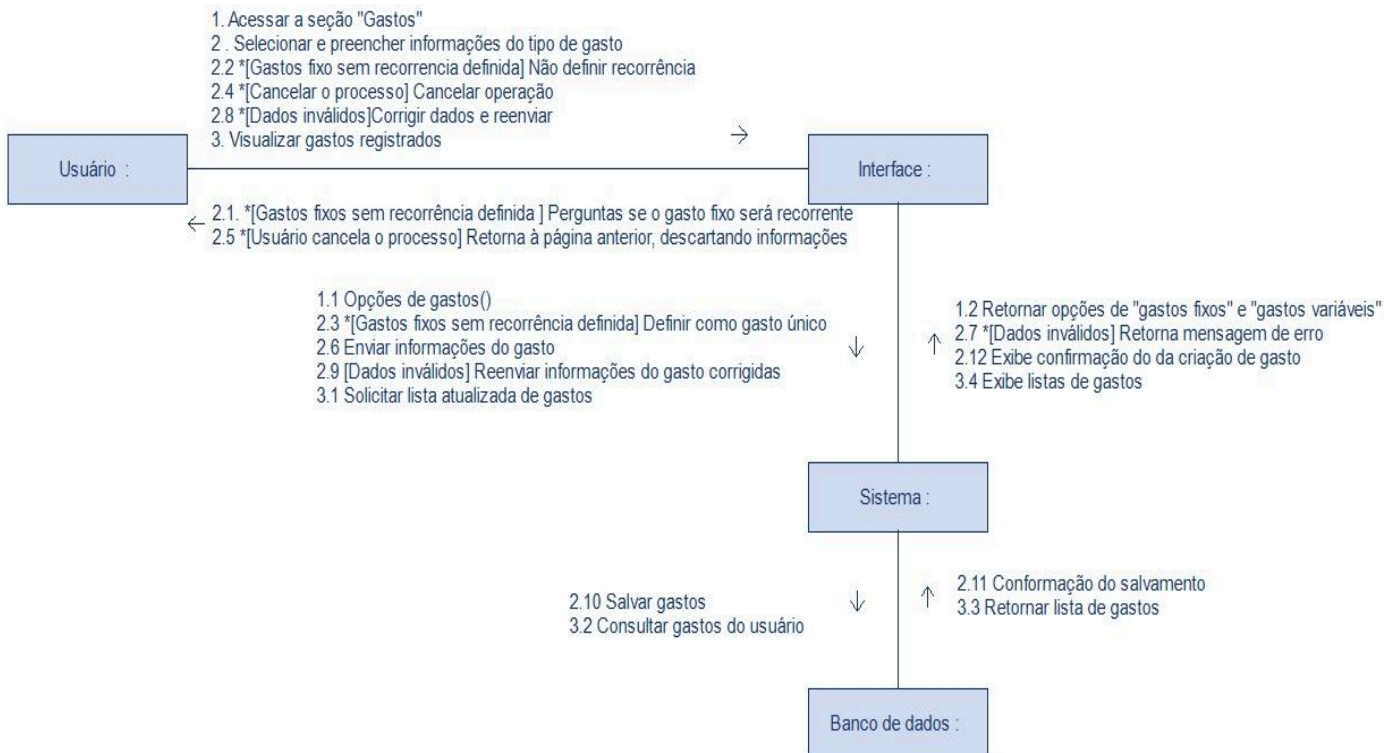 1. Acessar a seção "Gastos"
2 . Selecionar e preencher informações do tipo de gasto
2.2 *[Gastos fixo sem recorrencia definida] Não definir recorrência
2.4 *[Cancelar o processo] Cancelar operação
2.8 *[Dados inválidos]Corrigir dados e reenviar
3. Visualizar gastos registrados
Usuário :
Interface :
2.1. *[Gastos fixos sem recorrência definida ] Perguntas se o gasto fixo será recorrente
2.5 *[Usuário cancela o processo] Retorna à página anterior, descartando informações
1.1 Opções de gastos()
2.3 *[Gastos fixos sem recorrência definida] Definir como gasto único
2.6 Enviar informações do gasto
2.9 [Dados inválidos] Reenviar informações do gasto corrigidas
3.1 Solicitar lista atualizada de gastos
1.2 Retornar opções de "gastos fixos" e "gastos variáveis"
2.7 *[Dados inválidos] Retorna mensagem de erro
2.12 Exibe confirmação do da criação de gasto
3.4 Exibe listas de gastos
Sistema :
2.10 Salvar gastos
3.2 Consultar gastos do usuário
2.11 Conformação do salvamento
3.3 Retornar lista de gastos
Banco de dados :